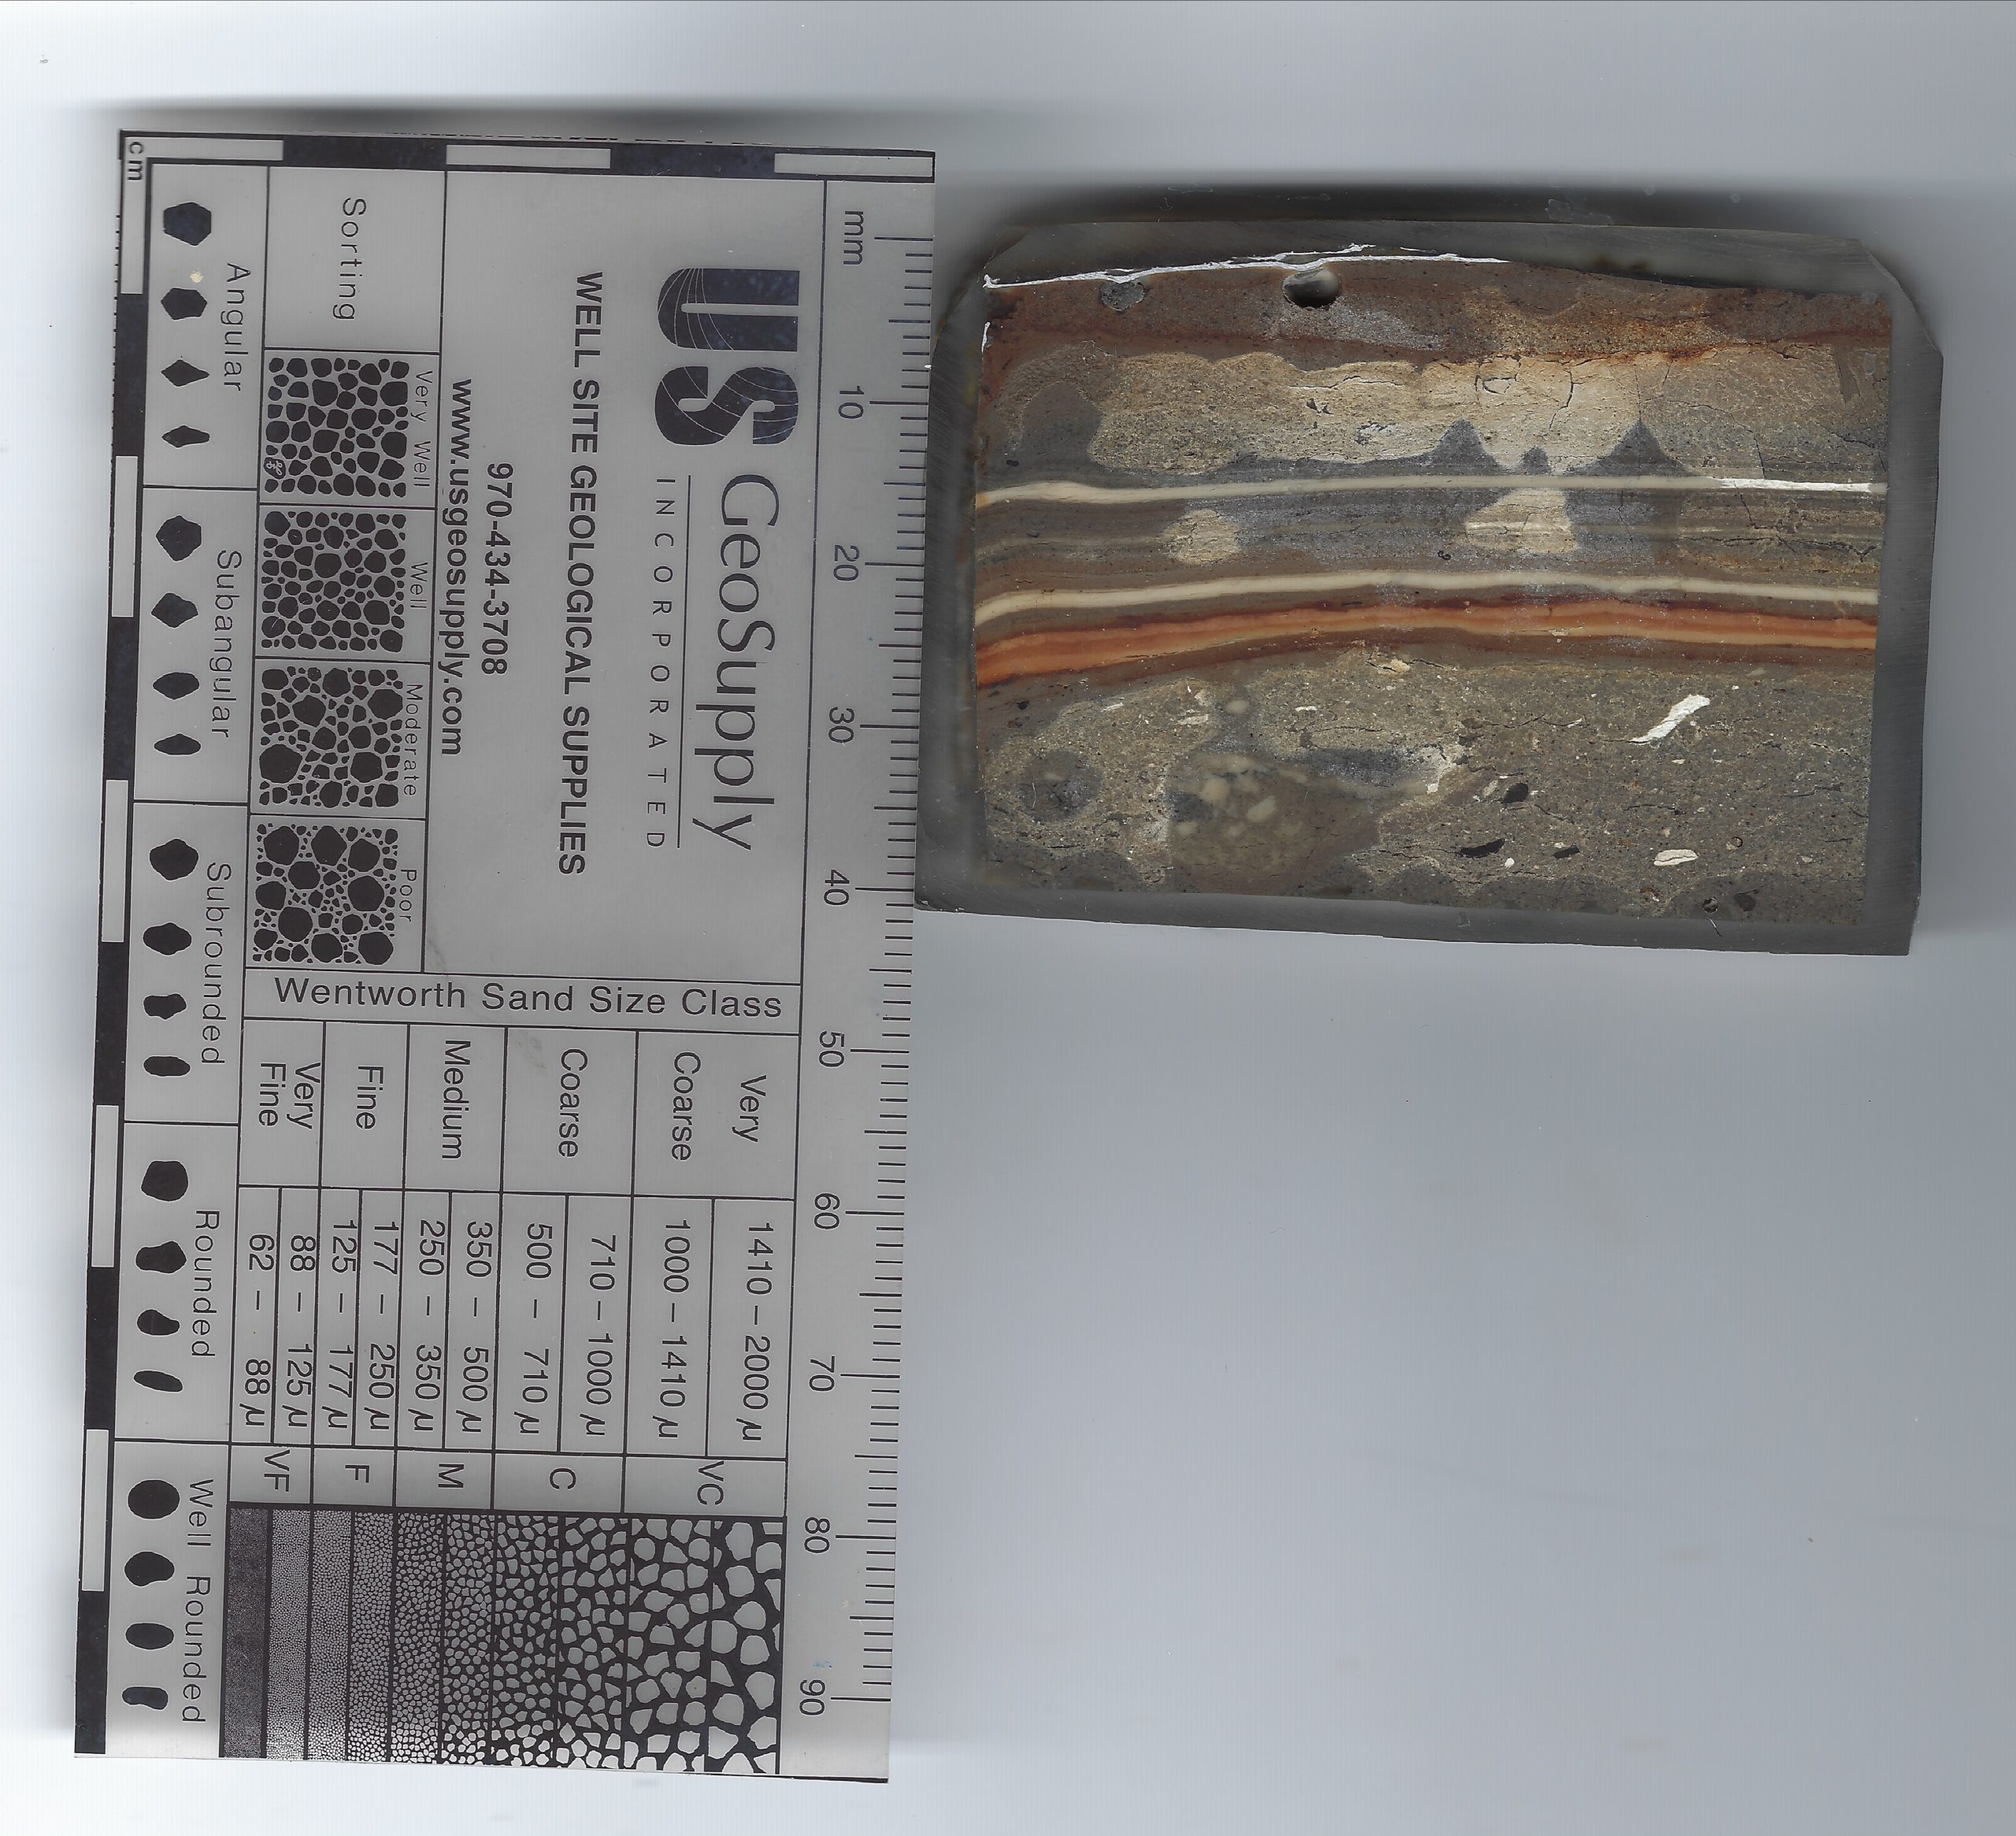 cm
Sorting
Very Well
Well
Moderate
Poor
Angular
Subangular
Subrounded
Rounded
Well Rounded
US GeoSupply
INCORPORATED
WELL SITE GEOLOGICAL SUPPLIES
970-434-3708
www.usgeosupply.com
mm
10
20
30
40
50
60
70
80
90
Wentworth Sand Size Class
Very Coarse
1410 – 2000 µ
1000 – 1410 µ
VC
Coarse
710 – 1000 µ
500 – 710 µ
C
Medium
350 – 500 µ
250 – 350 µ
M
Fine
177 – 250 µ
125 – 177 µ
F
Very Fine
88 – 125 µ
62 – 88 µ
VF